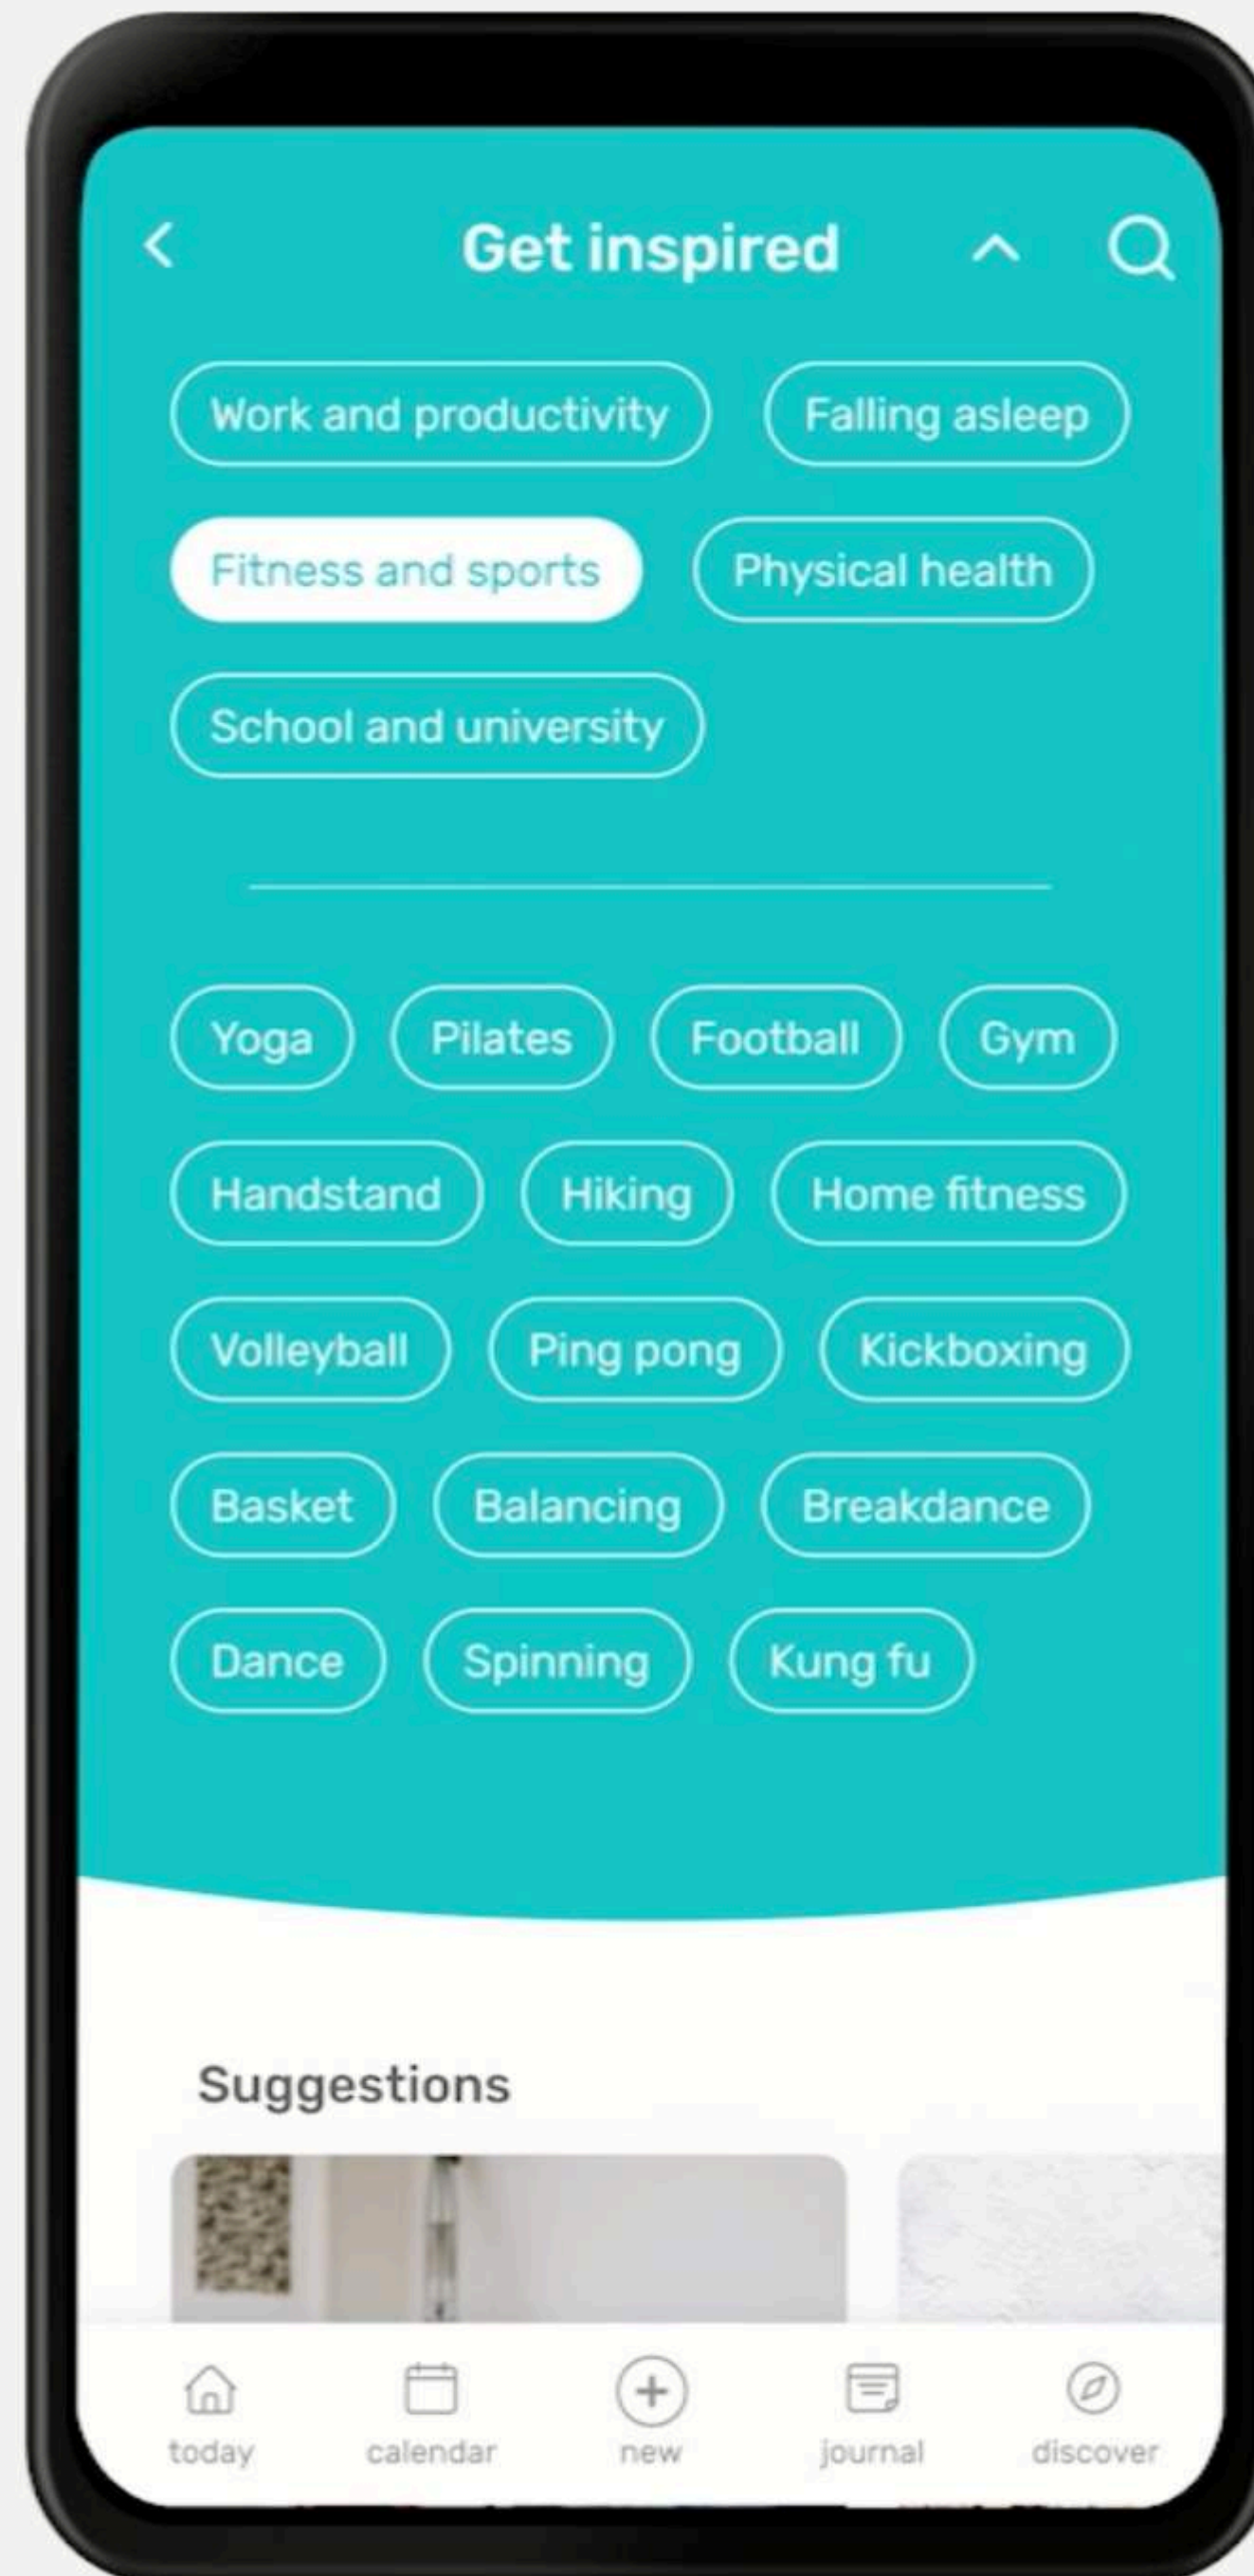 Get inspired
Work and productivity Falling asleep
Fitness and sports Physical health
School and university
Yoga Pilates Football Gym
Handstand Hiking Home fitness
Volleyball Ping pong Kickboxing
Basket Balancing Breakdance
Dance Spinning Kung fu
Suggestions
today calendar new journal discover